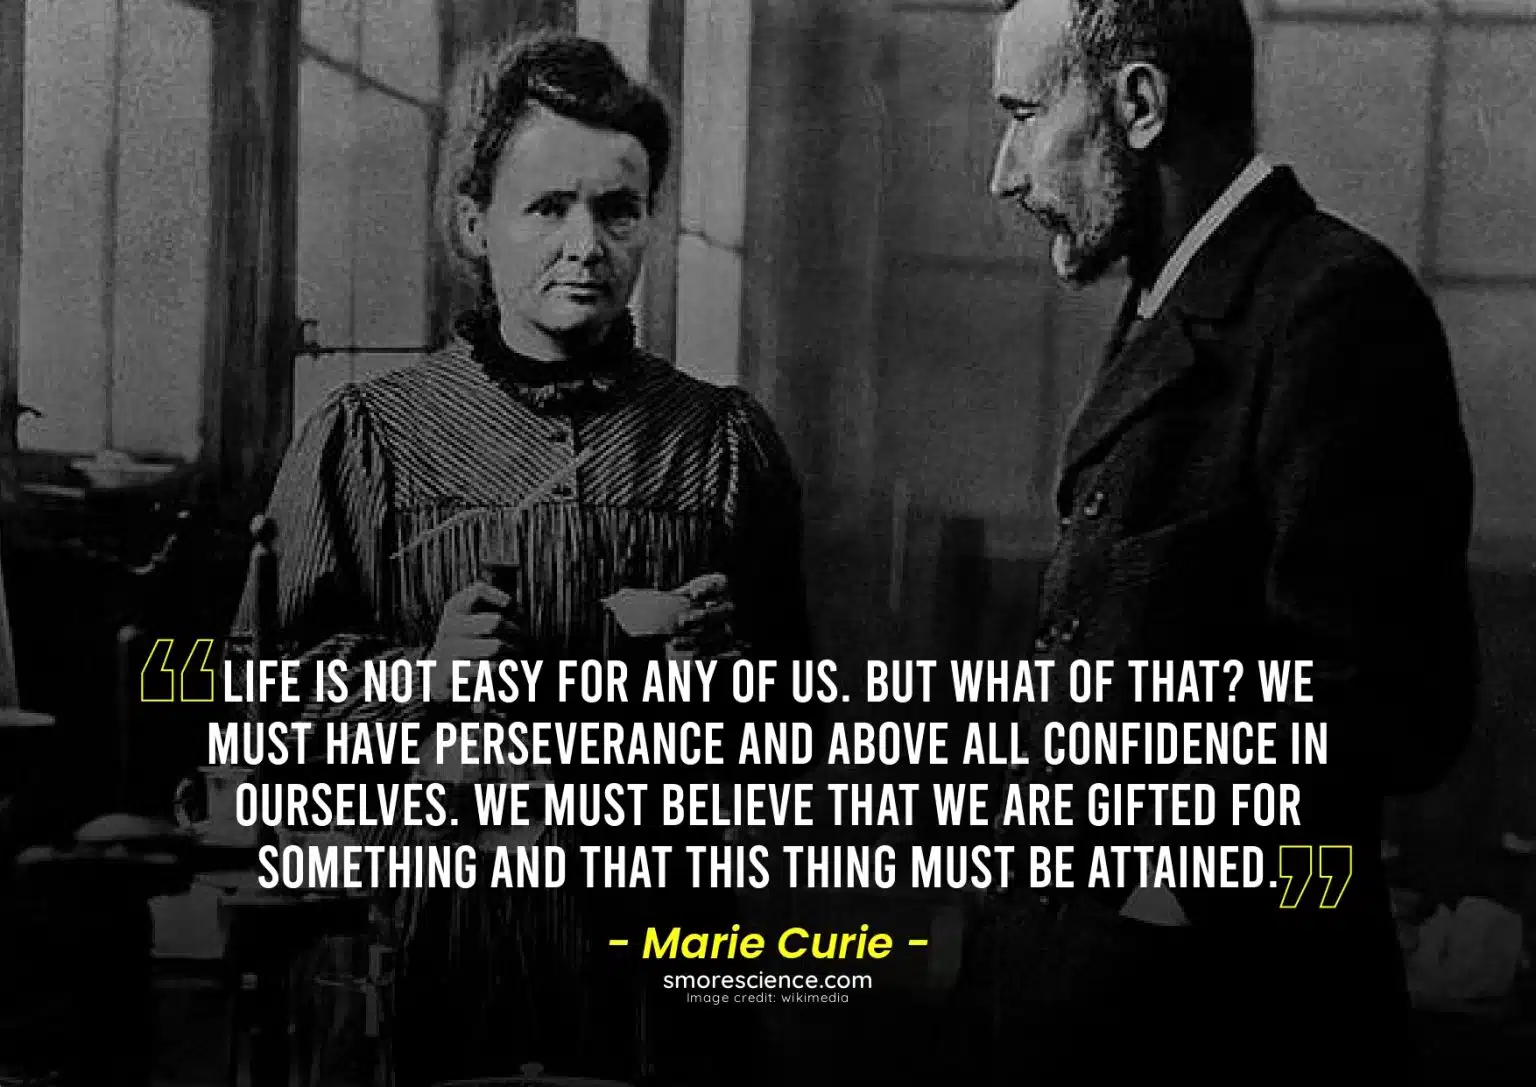 “LIFE IS NOT EASY FOR ANY OF US. BUT WHAT OF THAT? WE
MUST HAVE PERSEVERANCE AND ABOVE ALL CONFIDENCE IN
OURSELVES. WE MUST BELIEVE THAT WE ARE GIFTED FOR
SOMETHING AND THAT THIS THING MUST BE ATTAINED.”
- Marie Curie -
smorescience.com
Image credit: wikimedia